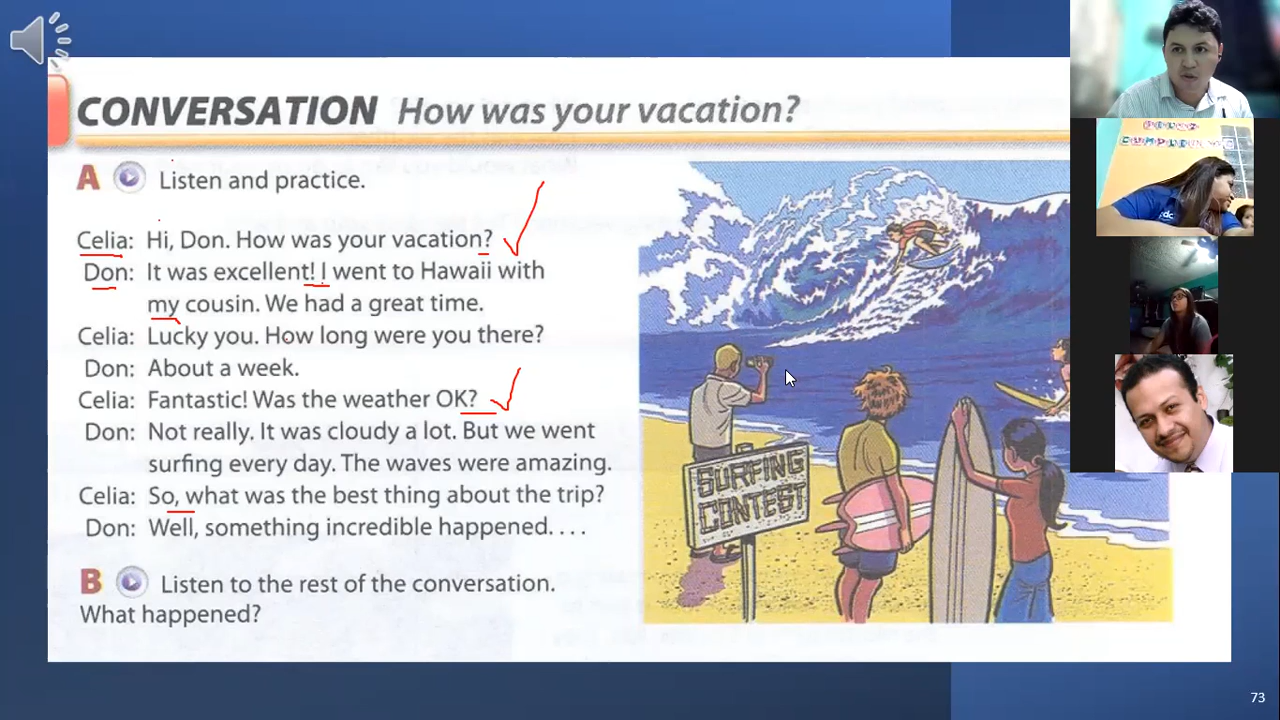 CONVERSATION How was your vacation?
A Listen and practice.
Celia: Hi, Don. How was your vacation?
Don: It was excellent! I went to Hawaii with
my cousin. We had a great time.
Celia: Lucky you. How long were you there?
Don: About a week.
Celia: Fantastic! Was the weather OK?
Don: Not really. It was cloudy a lot. But we went
surfing every day. The waves were amazing.
Celia: So, what was the best thing about the trip?
Don: Well, something incredible happened. . . .
B Listen to the rest of the conversation.
What happened?
SURFING
CONTEST
73